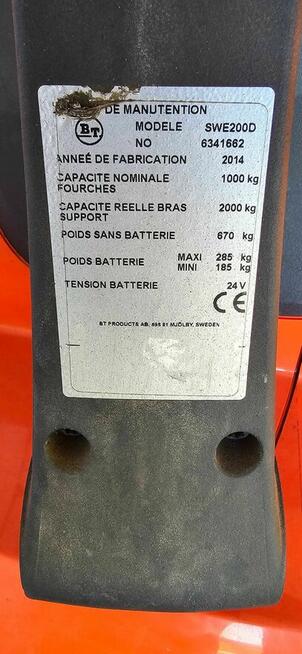 DE MANUTENTION
BT MODELE SWE200D
NO 6341662
ANNEÉ DE FABRICATION 2014
CAPACITE NOMINALE FOURCHES 1000 kg
CAPACITE REELLE BRAS SUPPORT 2000 kg
POIDS SANS BATTERIE 670 kg
POIDS BATTERIE MAXI 285 kg
MINI 185 kg
TENSION BATTERIE 24 V
CE
BT PRODUCTS AB, 595 81 MJÖLBY, SWEDEN